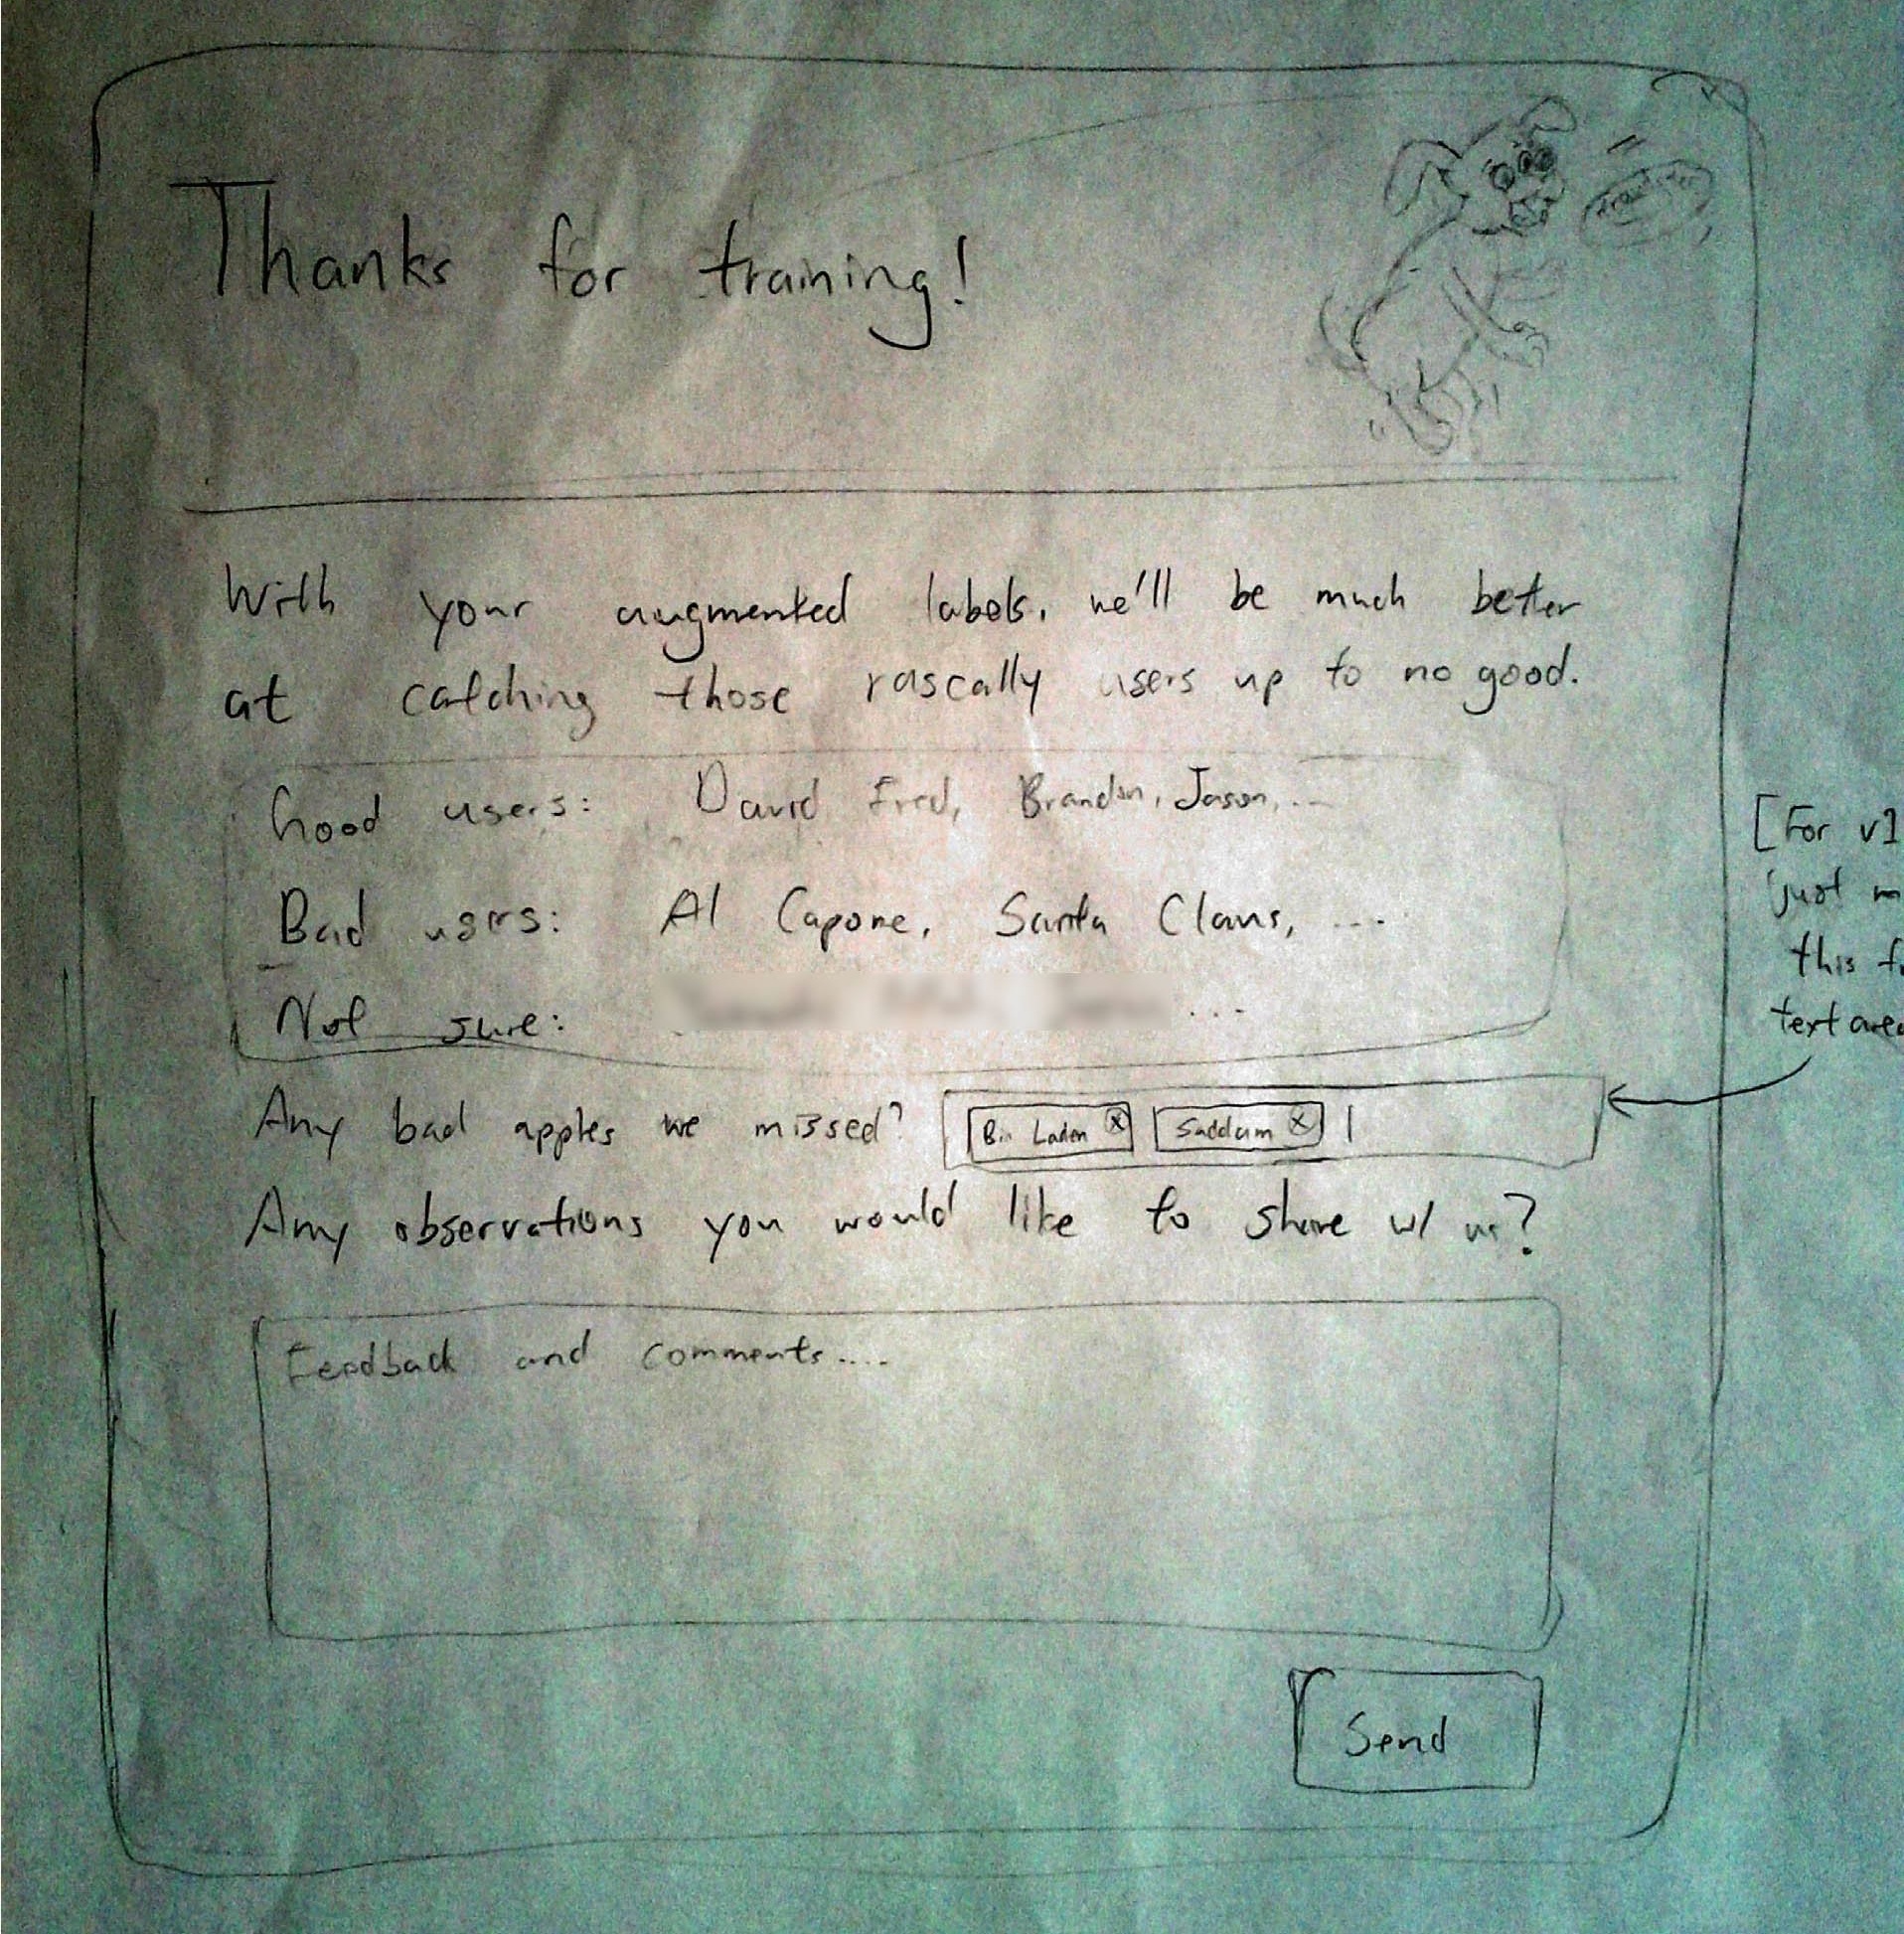 Thanks for training!
With your augmented labels, we'll be much better
at catching those rascally users up to no good.
Good users: David Fred, Brandon, Jason, ...
Bad users: Al Capone, Santa Claus, ...
Not sure: ...
[For v1
just
this
text area
Any bad apples we missed? Bin Laden x Saddam x |
Any observations you would like to share w/ us?
Feedback and comments....
Send